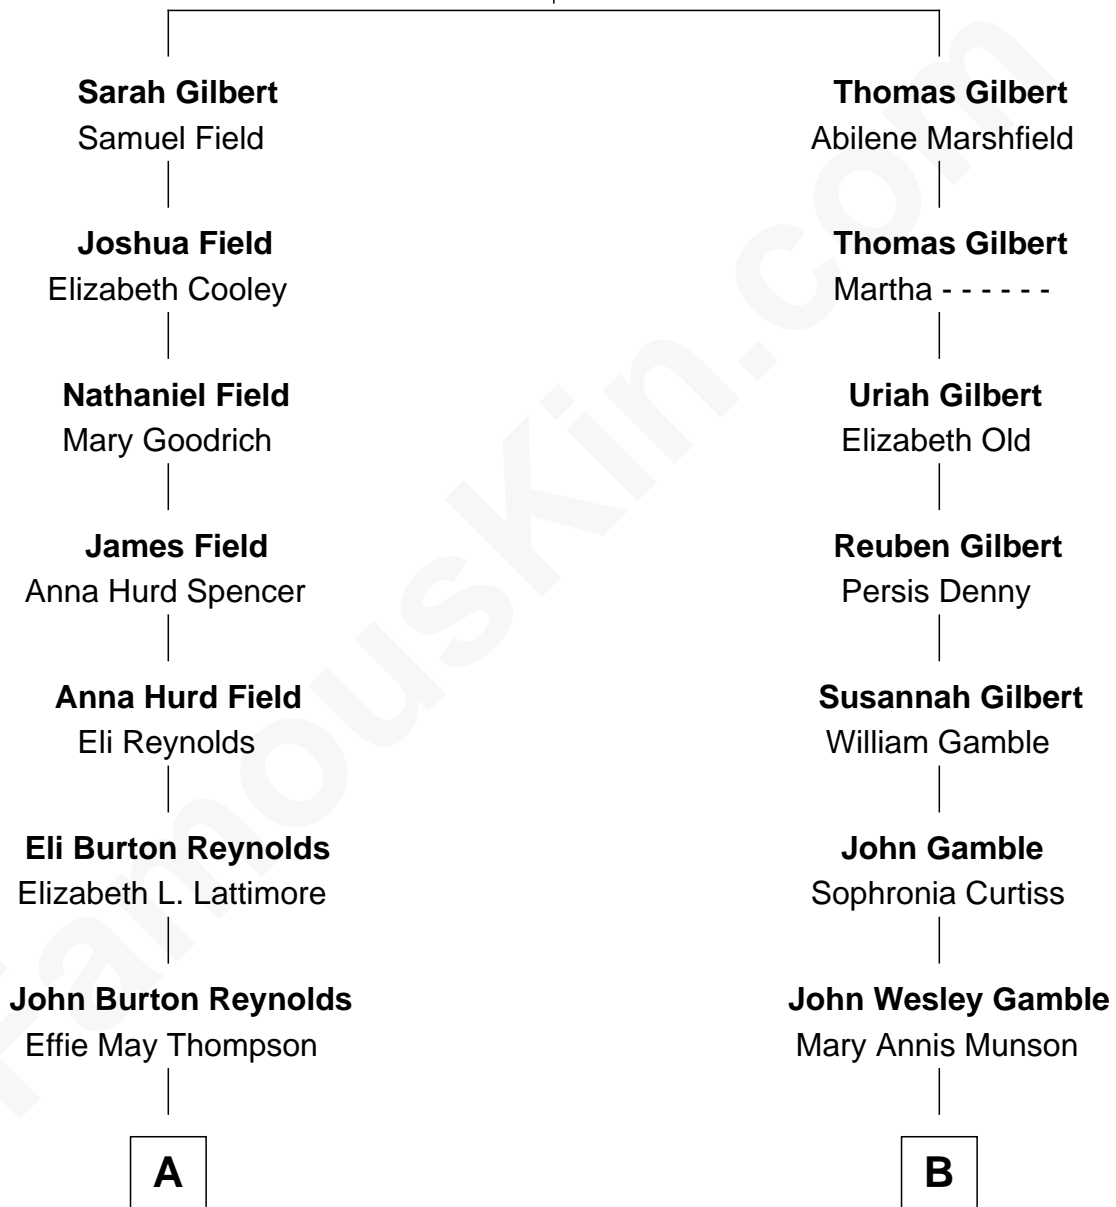 Sarah Gilbert
Samuel Field
Joshua Field
Elizabeth Cooley
Nathaniel Field
Mary Goodrich
James Field
Anna Hurd Spencer
Anna Hurd Field
Eli Reynolds
Eli Burton Reynolds
Elizabeth L. Lattimore
John Burton Reynolds
Effie May Thompson
A
Thomas Gilbert
Abilene Marshfield
Thomas Gilbert
Martha - - - - - -
Uriah Gilbert
Elizabeth Old
Reuben Gilbert
Persis Denny
Susannah Gilbert
William Gamble
John Gamble
Sophronia Curtiss
John Wesley Gamble
Mary Annis Munson
B
FamousKin.com